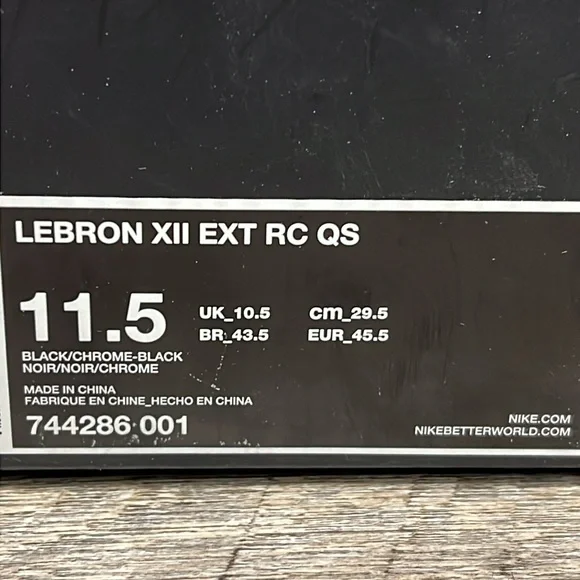 LEBRON XII EXT RC QS
11.5
UK_10.5 cm_29.5
BR_43.5 EUR_45.5
BLACK/CHROME-BLACK
NOIR/NOIR/CHROME
MADE IN CHINA
FABRIQUE EN CHINE_HECHO EN CHINA
744286 001
NIKE.COM
NIKEBETTERWORLD.COM